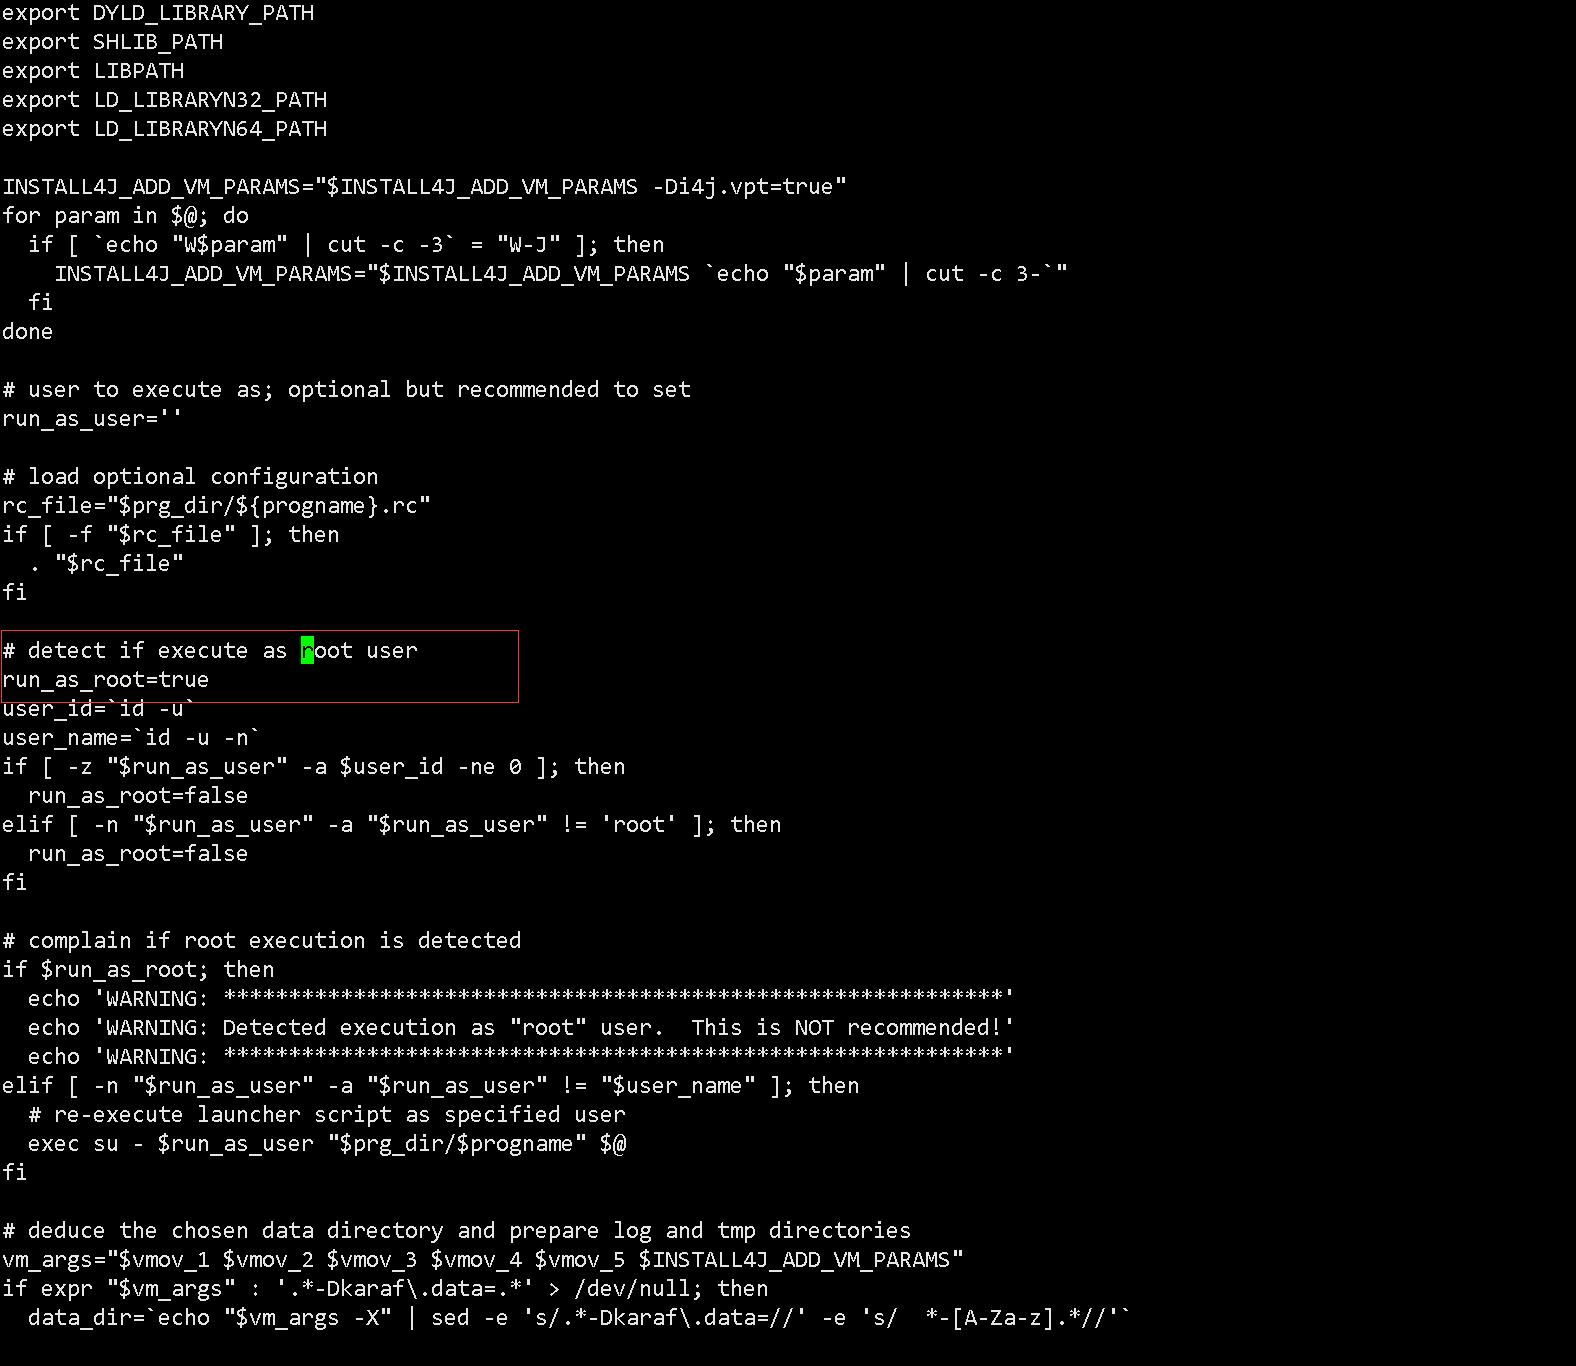 export DYLD_LIBRARY_PATH
export SHLIB_PATH
export LIBPATH
export LD_LIBRARYN32_PATH
export LD_LIBRARYN64_PATH

INSTALL4J_ADD_VM_PARAMS="$INSTALL4J_ADD_VM_PARAMS -Di4j.vpt=true"
for param in $@; do
  if [ `echo "W$param" | cut -c -3` = "W-J" ]; then
    INSTALL4J_ADD_VM_PARAMS="$INSTALL4J_ADD_VM_PARAMS `echo "$param" | cut -c 3-`"
  fi
done

# user to execute as; optional but recommended to set
run_as_user=''

# load optional configuration
rc_file="$prg_dir/${progname}.rc"
if [ -f "$rc_file" ]; then
  . "$rc_file"
fi

# detect if execute as root user
run_as_root=true
user_id=`id -u`
user_name=`id -u -n`
if [ -z "$run_as_user" -a $user_id -ne 0 ]; then
  run_as_root=false
elif [ -n "$run_as_user" -a "$run_as_user" != 'root' ]; then
  run_as_root=false
fi

# complain if root execution is detected
if $run_as_root; then
  echo 'WARNING: ************************************************************'
  echo 'WARNING: Detected execution as "root" user.  This is NOT recommended!'
  echo 'WARNING: ************************************************************'
elif [ -n "$run_as_user" -a "$run_as_user" != "$user_name" ]; then
  # re-execute launcher script as specified user
  exec su - $run_as_user "$prg_dir/$progname" $@
fi

# deduce the chosen data directory and prepare log and tmp directories
vm_args="$vmov_1 $vmov_2 $vmov_3 $vmov_4 $vmov_5 $INSTALL4J_ADD_VM_PARAMS"
if expr "$vm_args" : '.*-Dkaraf\.data=.*' > /dev/null; then
  data_dir=`echo "$vm_args -X" | sed -e 's/.*-Dkaraf\.data=//' -e 's/  *-[A-Za-z].*//'`